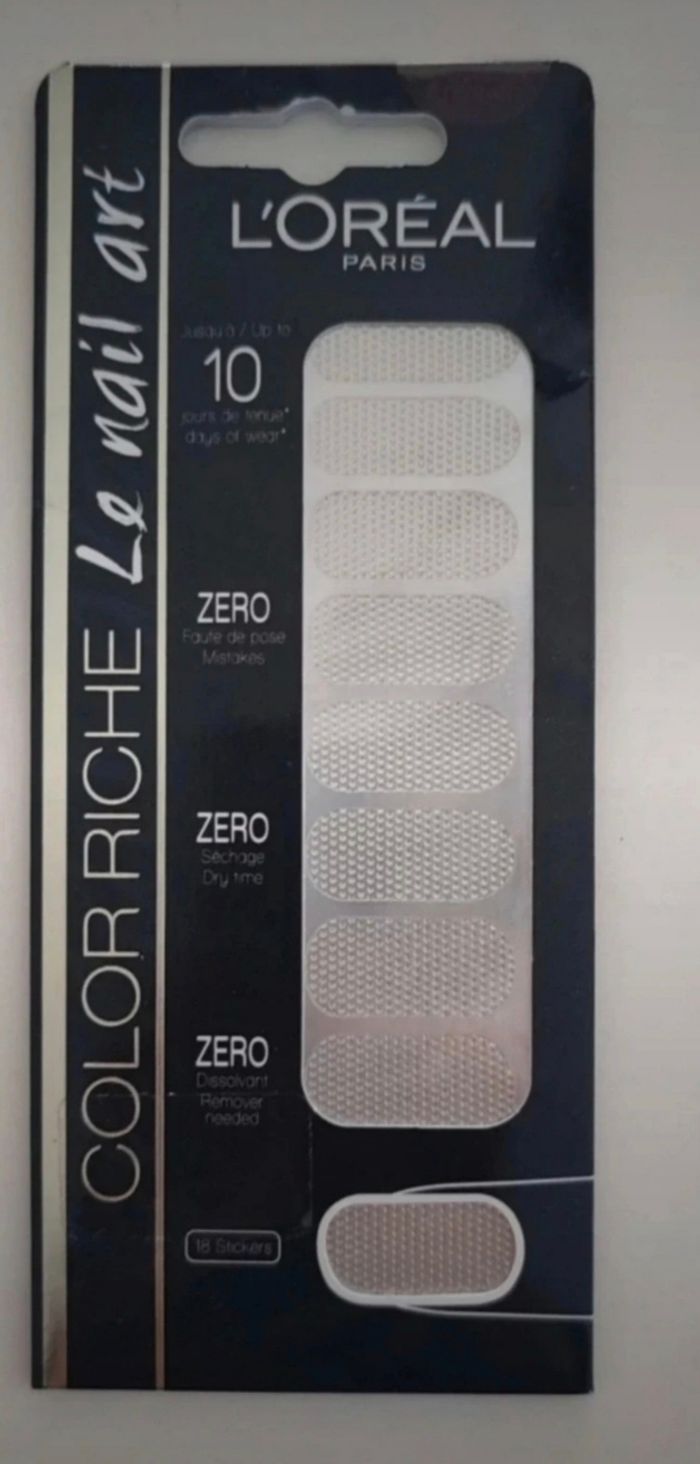 L'ORÉAL
PARIS
COLOR RICHE Le nail art
Jusqu'à / Up to
10
jours de tenue*
days of wear*
ZERO
Faute de pose
Mistakes
ZERO
Séchage
Dry time
ZERO
Dissolvant
Remover
needed
18 Stickers